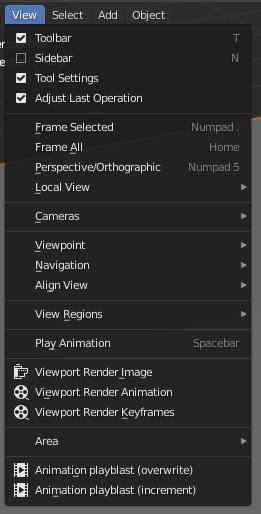 View Select Add Object
Toolbar T
Sidebar N
Tool Settings
Adjust Last Operation
Frame Selected Numpad .
Frame All Home
Perspective/Orthographic Numpad 5
Local View
Cameras
Viewpoint
Navigation
Align View
View Regions
Play Animation Spacebar
Viewport Render Image
Viewport Render Animation
Viewport Render Keyframes
Area
Animation playblast (overwrite)
Animation playblast (increment)